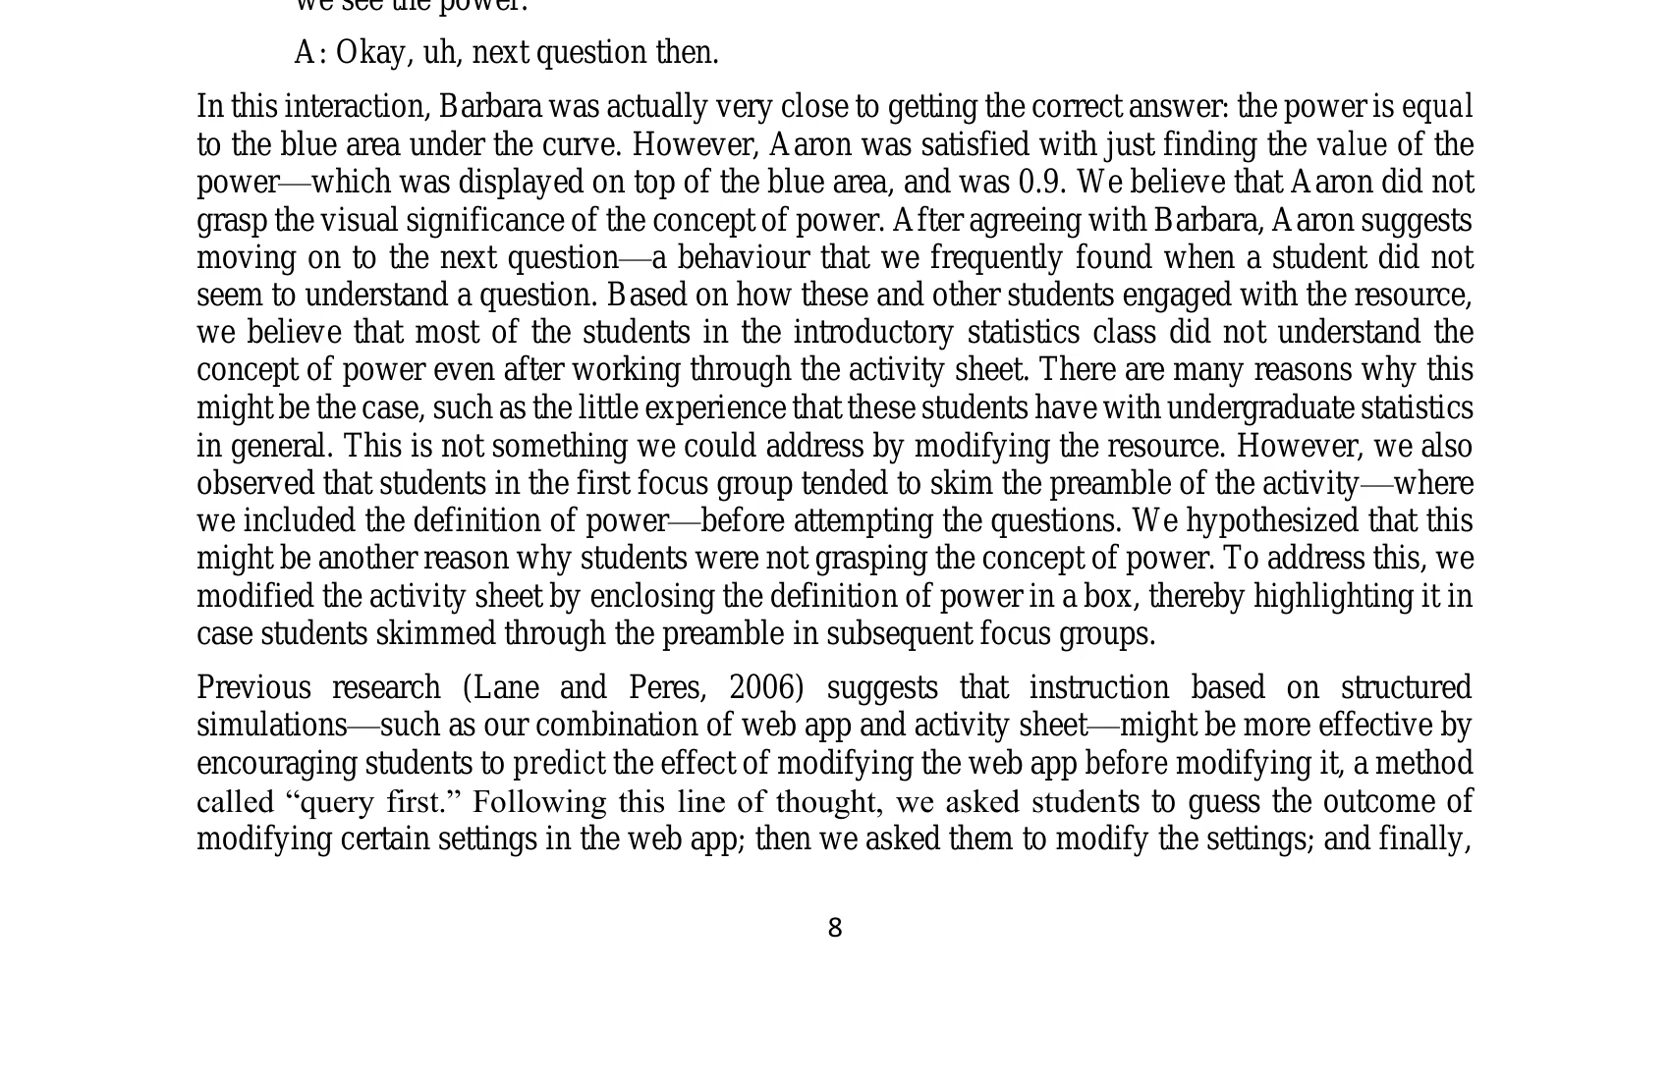 we see the power.
A: Okay, uh, next question then.
In this interaction, Barbara was actually very close to getting the correct answer: the power is equal
to the blue area under the curve. However, Aaron was satisfied with just finding the value of the
power—which was displayed on top of the blue area, and was 0.9. We believe that Aaron did not
grasp the visual significance of the concept of power. After agreeing with Barbara, Aaron suggests
moving on to the next question—a behaviour that we frequently found when a student did not
seem to understand a question. Based on how these and other students engaged with the resource,
we believe that most of the students in the introductory statistics class did not understand the
concept of power even after working through the activity sheet. There are many reasons why this
might be the case, such as the little experience that these students have with undergraduate statistics
in general. This is not something we could address by modifying the resource. However, we also
observed that students in the first focus group tended to skim the preamble of the activity—where
we included the definition of power—before attempting the questions. We hypothesized that this
might be another reason why students were not grasping the concept of power. To address this, we
modified the activity sheet by enclosing the definition of power in a box, thereby highlighting it in
case students skimmed through the preamble in subsequent focus groups.
Previous research (Lane and Peres, 2006) suggests that instruction based on structured
simulations—such as our combination of web app and activity sheet—might be more effective by
encouraging students to predict the effect of modifying the web app before modifying it, a method
called “query first.” Following this line of thought, we asked students to guess the outcome of
modifying certain settings in the web app; then we asked them to modify the settings; and finally,
8